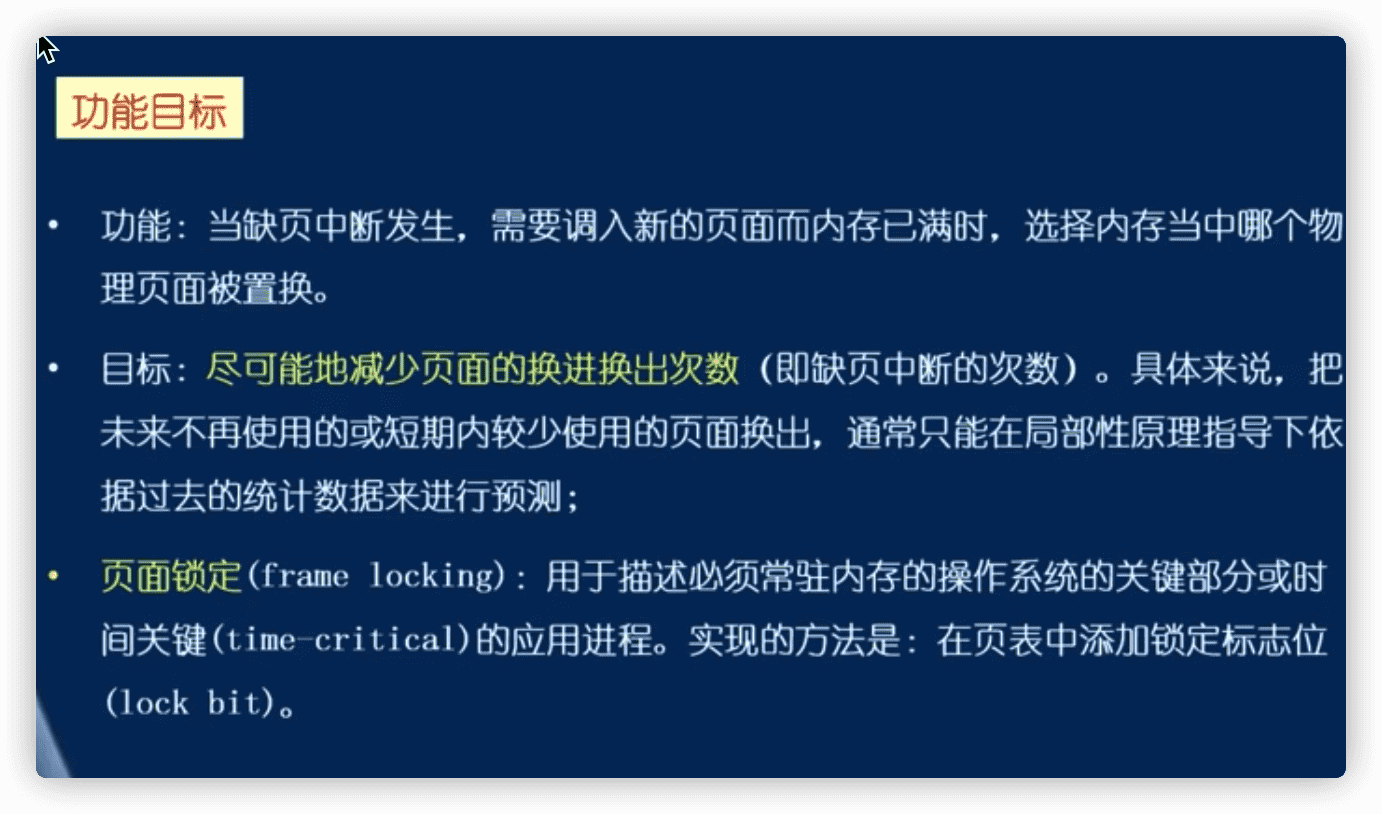 功能目标
• 功能：当缺页中断发生，需要调入新的页面而内存已满时，选择内存当中哪个物
理页面被置换。
• 目标：尽可能地减少页面的换进换出次数（即缺页中断的次数）。具体来说，把
未来不再使用的或短期内较少使用的页面换出，通常只能在局部性原理指导下依
据过去的统计数据来进行预测；
• 页面锁定(frame locking)：用于描述必须常驻内存的操作系统的关键部分或时
间关键(time-critical)的应用进程。实现的方法是：在页表中添加锁定标志位
(lock bit)。